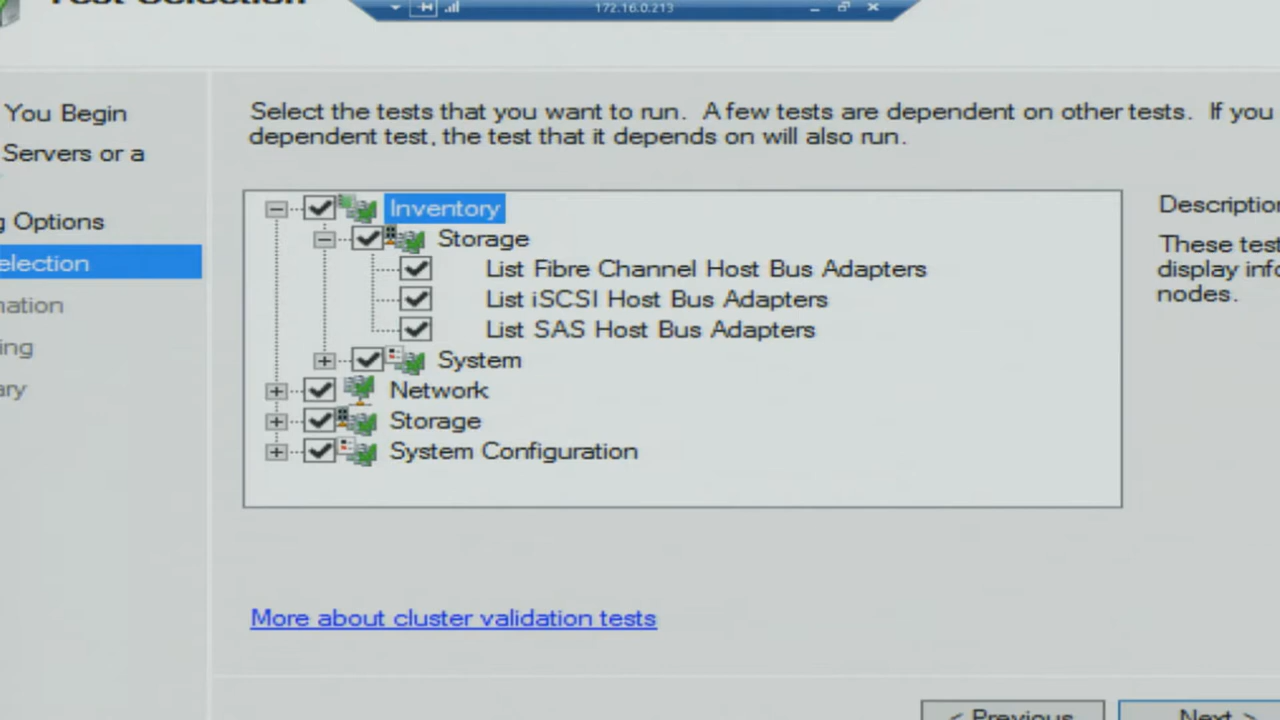 Test Selection
172.16.0.213
You Begin
Servers or a
g Options
election
nation
ing
ary
Select the tests that you want to run. A few tests are dependent on other tests. If you
dependent test, the test that it depends on will also run.
Inventory
Storage
List Fibre Channel Host Bus Adapters
List iSCSI Host Bus Adapters
List SAS Host Bus Adapters
System
Network
Storage
System Configuration
Descriptio
These test
display info
nodes.
More about cluster validation tests
< Previous
Next >